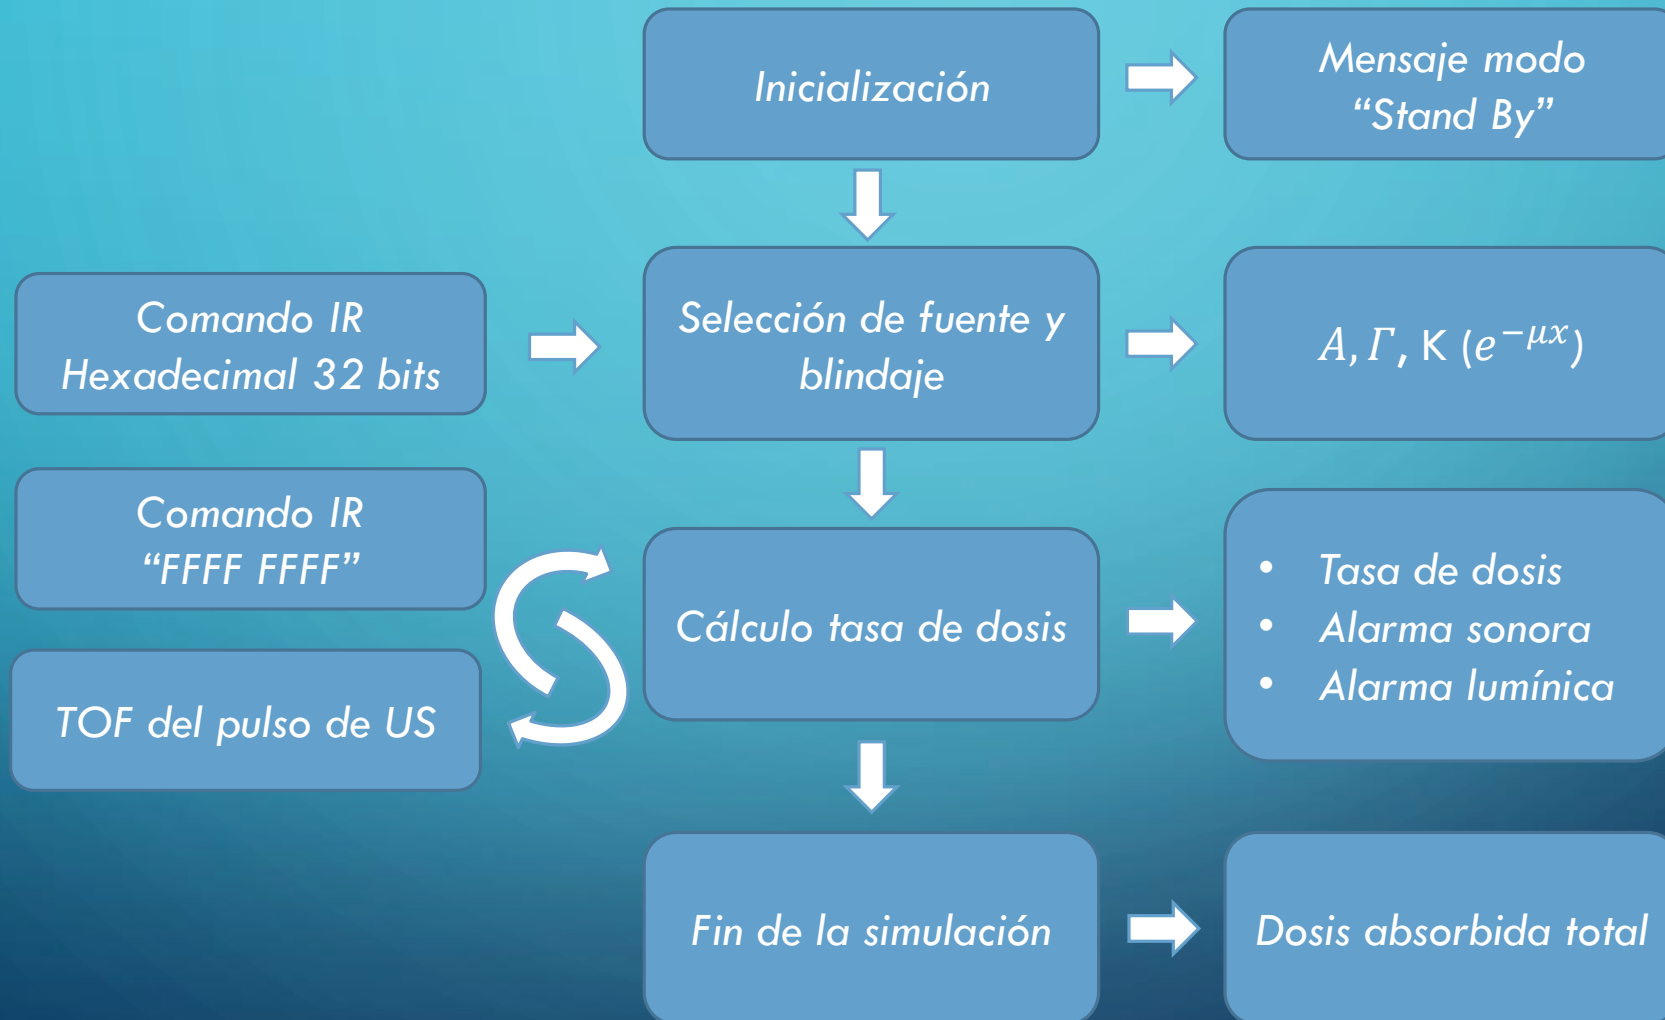 Inicialización
Mensaje modo
“Stand By”
Comando IR
Hexadecimal 32 bits
Selección de fuente y
blindaje
A, Γ, K (e^{−μx})
Comando IR
“FFFF FFFF”
TOF del pulso de US
Cálculo tasa de dosis
• Tasa de dosis
• Alarma sonora
• Alarma lumínica
Fin de la simulación
Dosis absorbida total